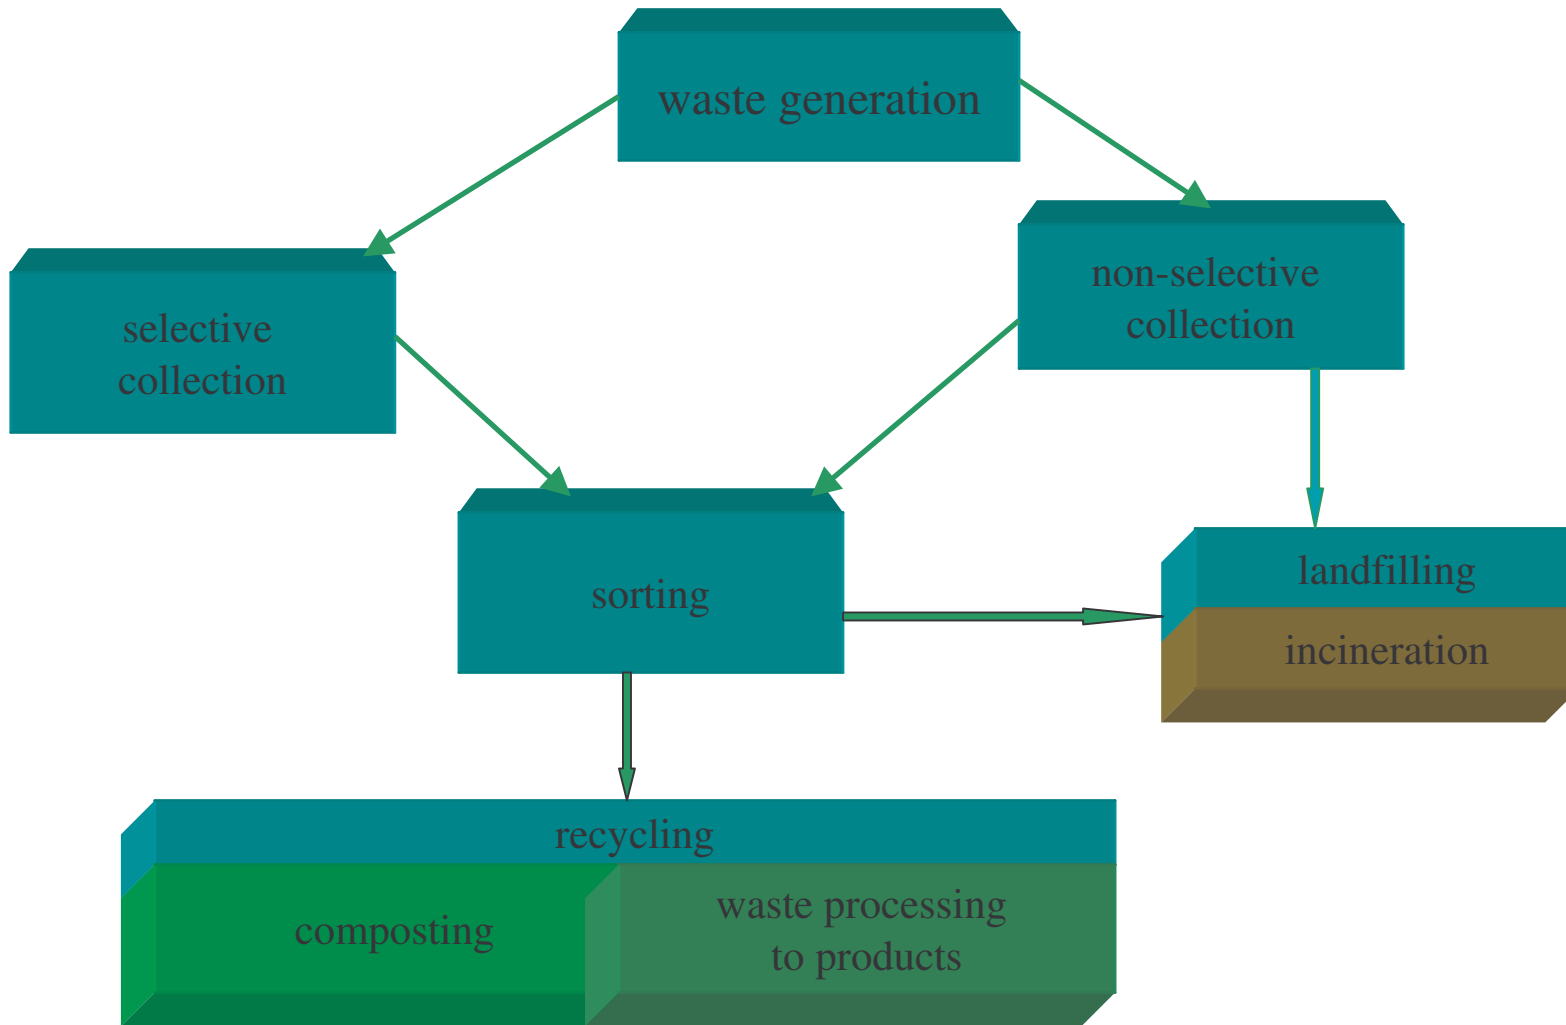 waste generation
non-selective
collection
selective
collection
sorting
landfilling
incineration
recycling
composting
waste processing
to products